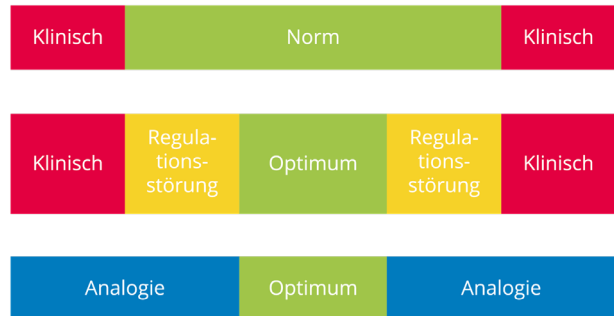 Klinisch Norm Klinisch
Regula- Regula-
tions- tions-
Klinisch störung Optimum störung Klinisch
Analogie Optimum Analogie